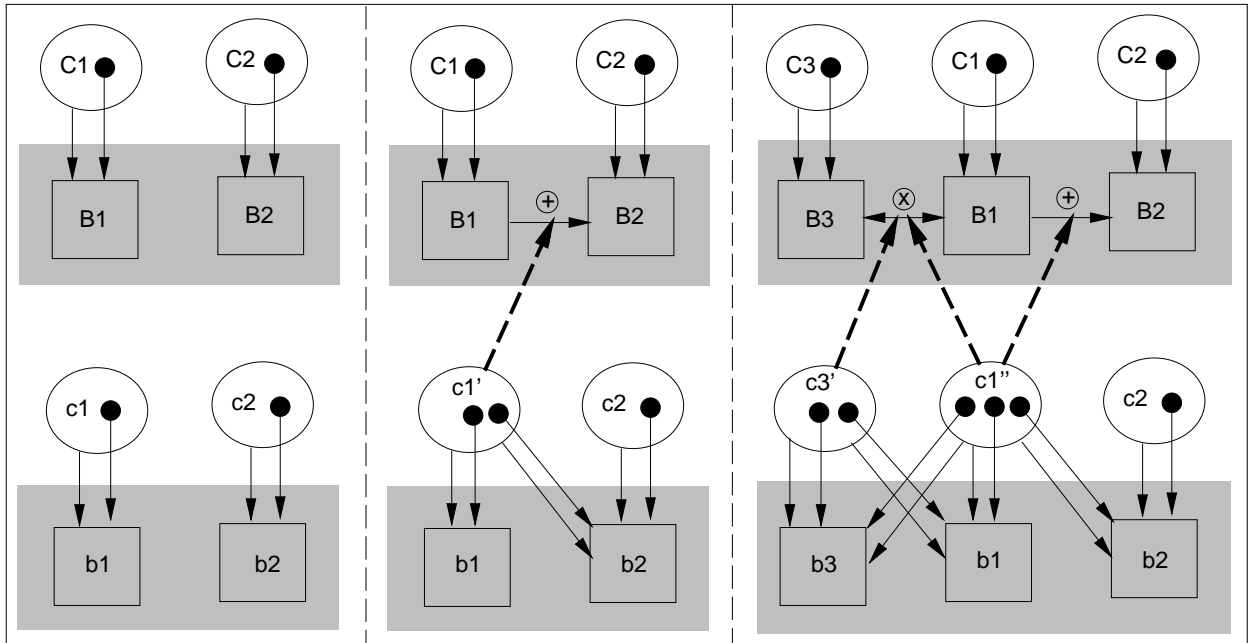 C1 C2
B1 B2
c1 c2
b1 b2
C1 C2
B1 + B2
c1' c2
b1 b2
C3 C1 C2
B3 x B1 + B2
c3' c1'' c2
b3 b1 b2